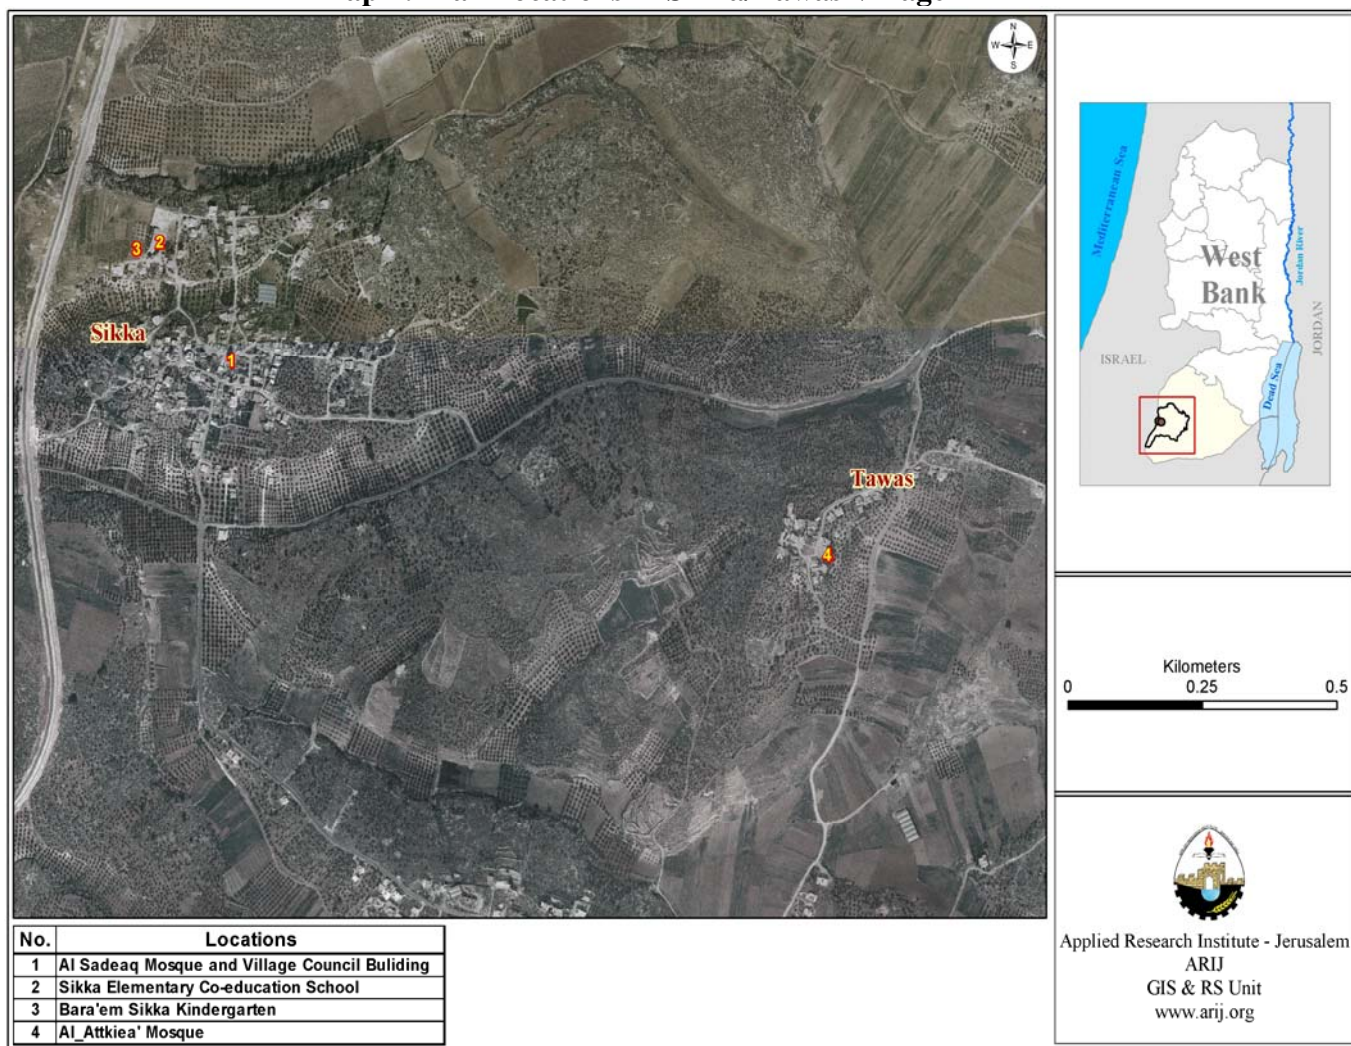 N
W E
S
3
2
Sikka
1
Tawas
4
Mediterranean Sea
West
Bank
Jordan River
JORDAN
ISRAEL
Dead Sea
Kilometers
0 0.25 0.5
No. Locations
1 Al Sadeaq Mosque and Village Council Buliding
2 Sikka Elementary Co-education School
3 Bara'em Sikka Kindergarten
4 Al_Attkiea' Mosque
Applied Research Institute - Jerusalem
ARIJ
GIS & RS Unit
www.arij.org